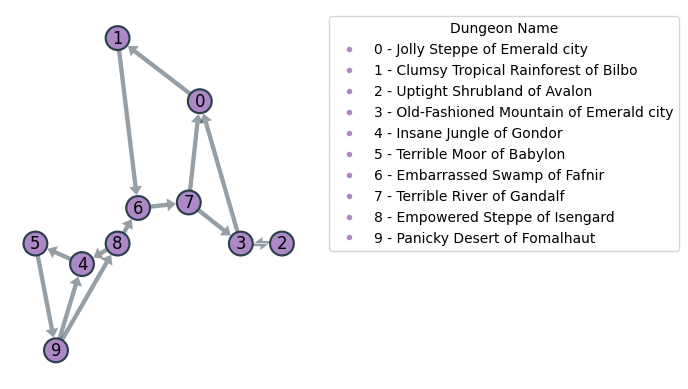 1
0
6
7
5
8
3
2
4
9
Dungeon Name
0 - Jolly Steppe of Emerald city
1 - Clumsy Tropical Rainforest of Bilbo
2 - Uptight Shrubland of Avalon
3 - Old-Fashioned Mountain of Emerald city
4 - Insane Jungle of Gondor
5 - Terrible Moor of Babylon
6 - Embarrassed Swamp of Fafnir
7 - Terrible River of Gandalf
8 - Empowered Steppe of Isengard
9 - Panicky Desert of Fomalhaut